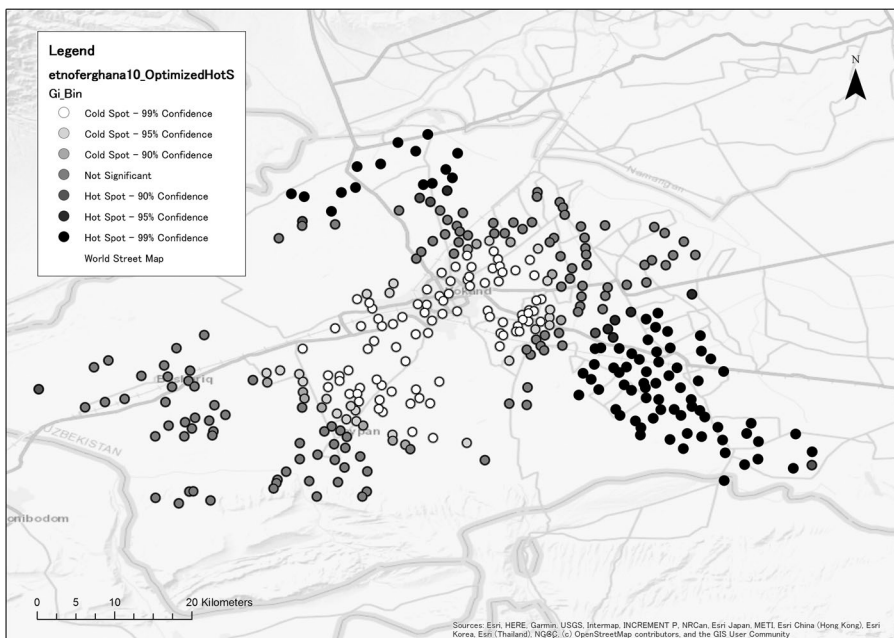 Legend
etnoferghana10_OptimizedHotS
Gi_Bin
Cold Spot - 99% Confidence
Cold Spot - 95% Confidence
Cold Spot - 90% Confidence
Not Significant
Hot Spot - 90% Confidence
Hot Spot - 95% Confidence
Hot Spot - 99% Confidence
World Street Map
N
Namangan
UZBEKISTAN
ombodom
0 5 10 20 Kilometers
Sources: Esri, HERE, Garmin, USGS, Intermap, INCREMENT P, NRCan, Esri Japan, METI, Esri China (Hong Kong), Esri
Korea, Esri (Thailand), NGCC, (c) OpenStreetMap contributors, and the GIS User Community